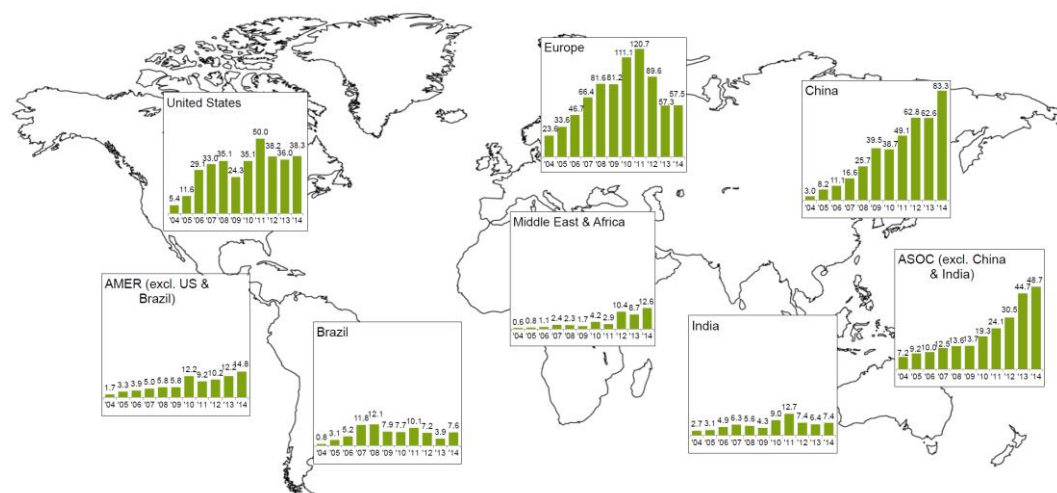 Europe
23.6 33.6 46.7 66.4 81.6 81.2 111.1 120.7 89.6 57.3 57.5
'04 '05 '06 '07 '08 '09 '10 '11 '12 '13 '14
China
3.0 8.2 11.1 16.6 25.7 39.5 38.7 49.1 62.8 62.6 83.3
'04 '05 '06 '07 '08 '09 '10 '11 '12 '13 '14
United States
5.4 11.6 29.1 33.0 35.1 24.3 35.1 50.0 38.2 36.0 38.3
'04 '05 '06 '07 '08 '09 '10 '11 '12 '13 '14
Middle East & Africa
0.6 0.8 1.1 2.4 2.3 1.7 4.2 2.9 10.4 8.7 12.6
'04 '05 '06 '07 '08 '09 '10 '11 '12 '13 '14
ASOC (excl. China
& India)
7.2 9.2 10.0 12.5 13.6 13.7 19.3 24.1 30.5 44.7 48.7
'04 '05 '06 '07 '08 '09 '10 '11 '12 '13 '14
AMER (excl. US &
Brazil)
1.7 3.3 3.9 5.0 5.8 5.8 12.2 9.2 10.2 12.2 14.8
'04 '05 '06 '07 '08 '09 '10 '11 '12 '13 '14
Brazil
0.8 3.1 5.2 11.8 12.1 7.9 7.7 10.1 7.2 3.9 7.6
'04 '05 '06 '07 '08 '09 '10 '11 '12 '13 '14
India
2.7 3.1 4.9 6.3 5.6 4.3 9.0 12.7 7.4 6.4 7.4
'04 '05 '06 '07 '08 '09 '10 '11 '12 '13 '14